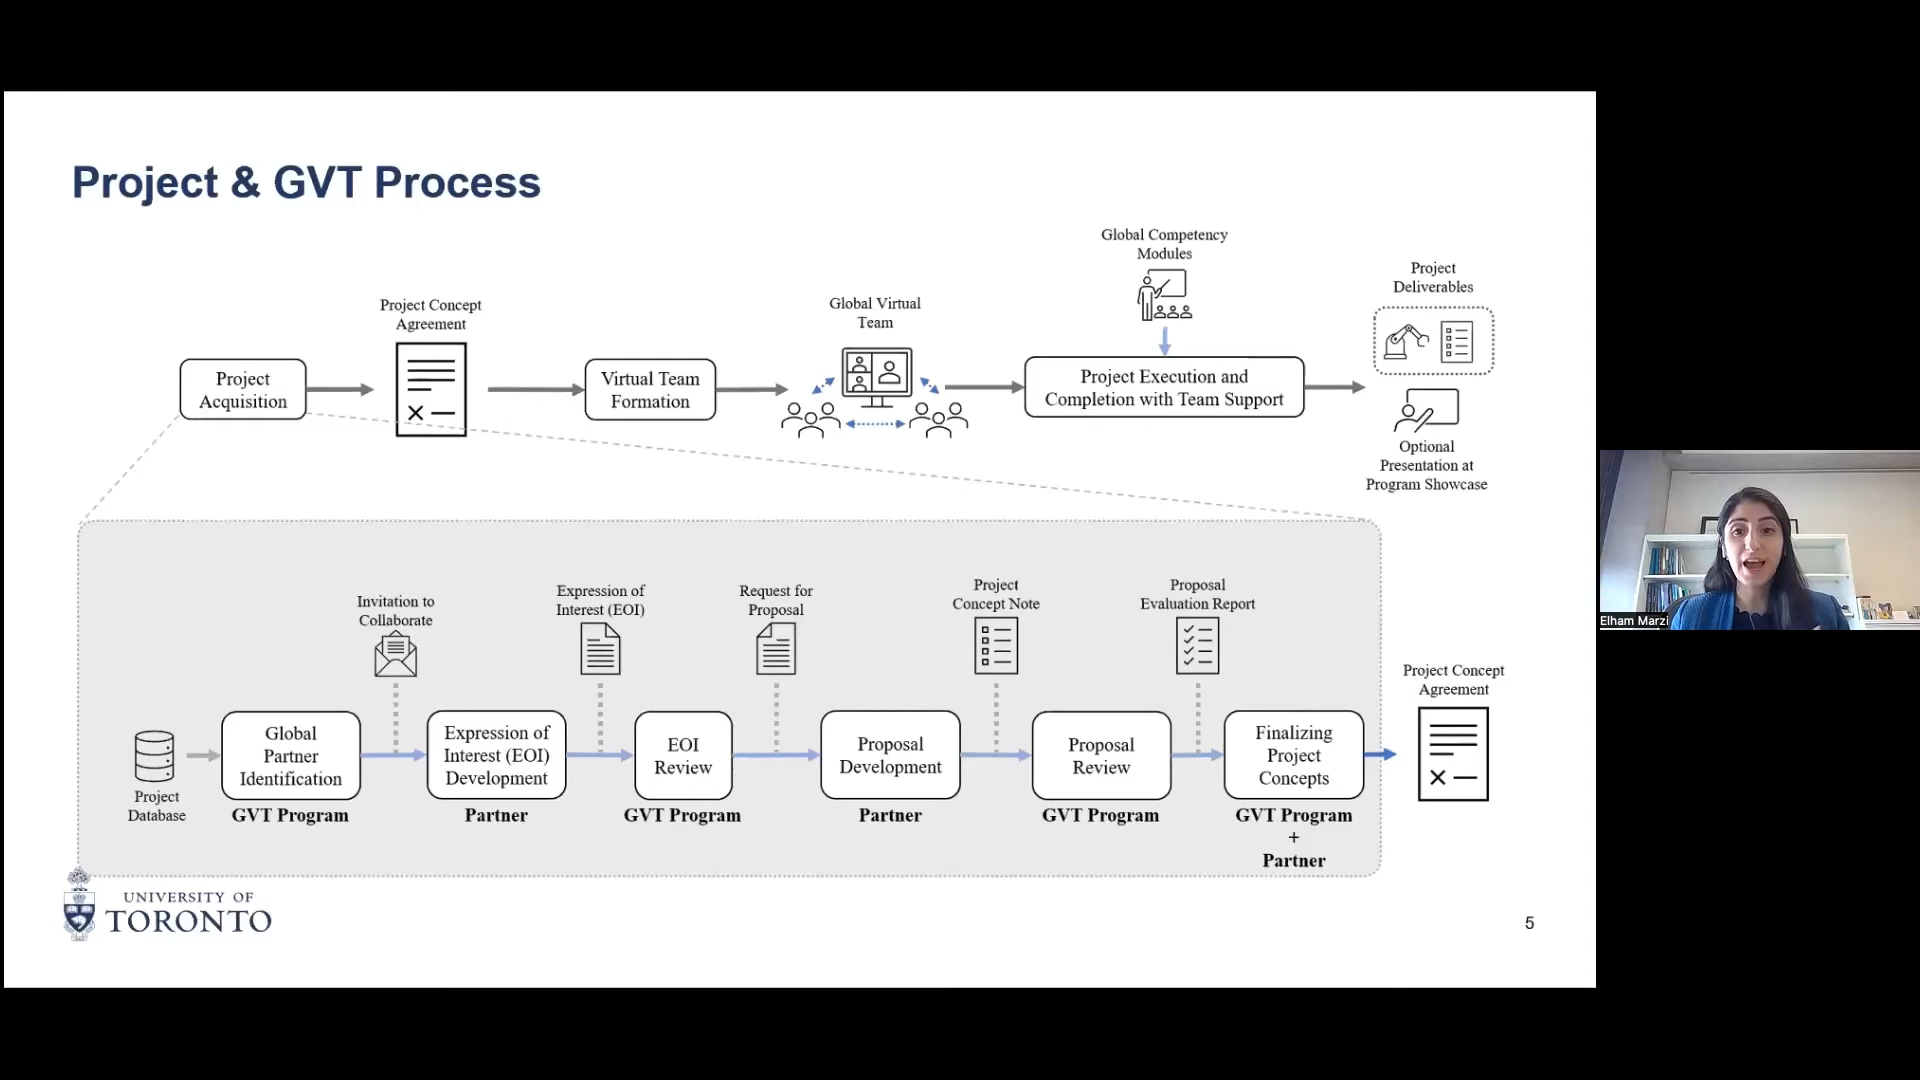 Project & GVT Process
Global Competency
Modules
Project
Deliverables
Project Concept
Agreement
Global Virtual
Team
Project
Acquisition
Virtual Team
Formation
Project Execution and
Completion with Team Support
Optional
Presentation at
Program Showcase
Invitation to
Collaborate
Expression of
Interest (EOI)
Request for
Proposal
Project
Concept Note
Proposal
Evaluation Report
Project Concept
Agreement
Project
Database
Global
Partner
Identification
GVT Program
Expression of
Interest (EOI)
Development
Partner
EOI
Review
GVT Program
Proposal
Development
Partner
Proposal
Review
GVT Program
Finalizing
Project
Concepts
GVT Program
+
Partner
UNIVERSITY OF
TORONTO
5
Elham Marzi